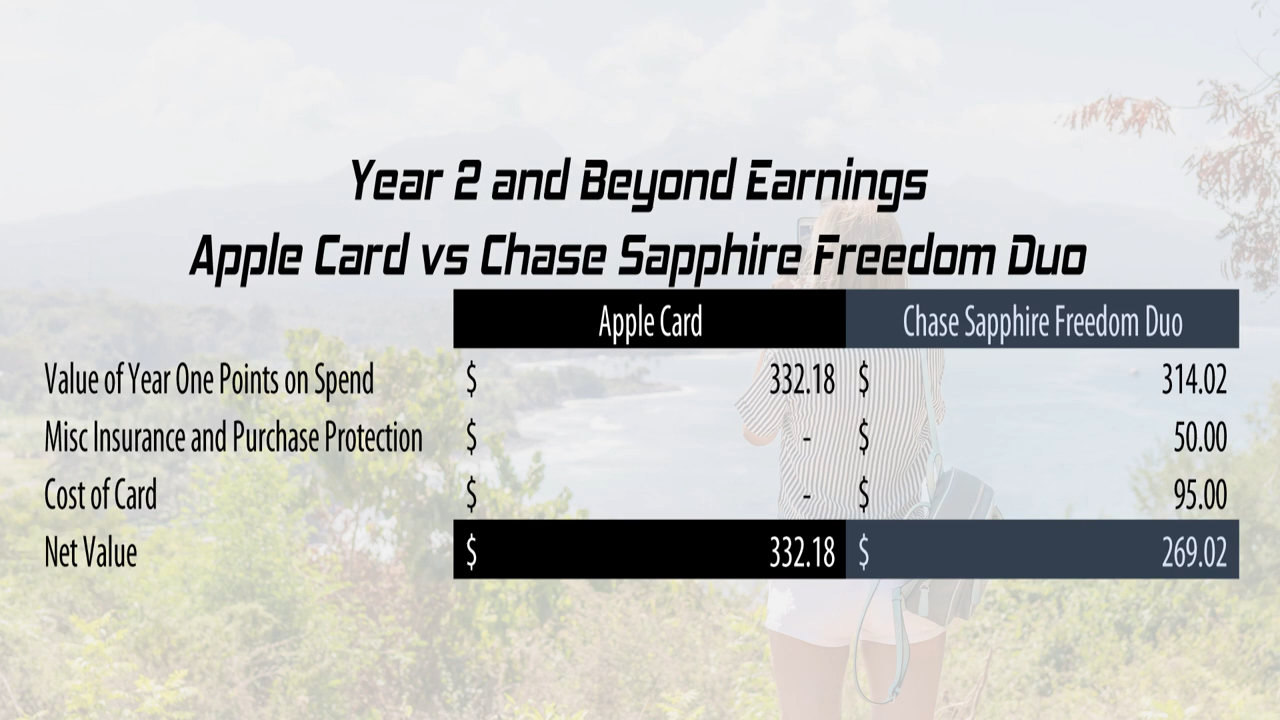 Year 2 and Beyond Earnings
Apple Card vs Chase Sapphire Freedom Duo
Apple Card Chase Sapphire Freedom Duo
Value of Year One Points on Spend $ 332.18 $ 314.02
Misc Insurance and Purchase Protection $ - $ 50.00
Cost of Card $ - $ 95.00
Net Value $ 332.18 $ 269.02